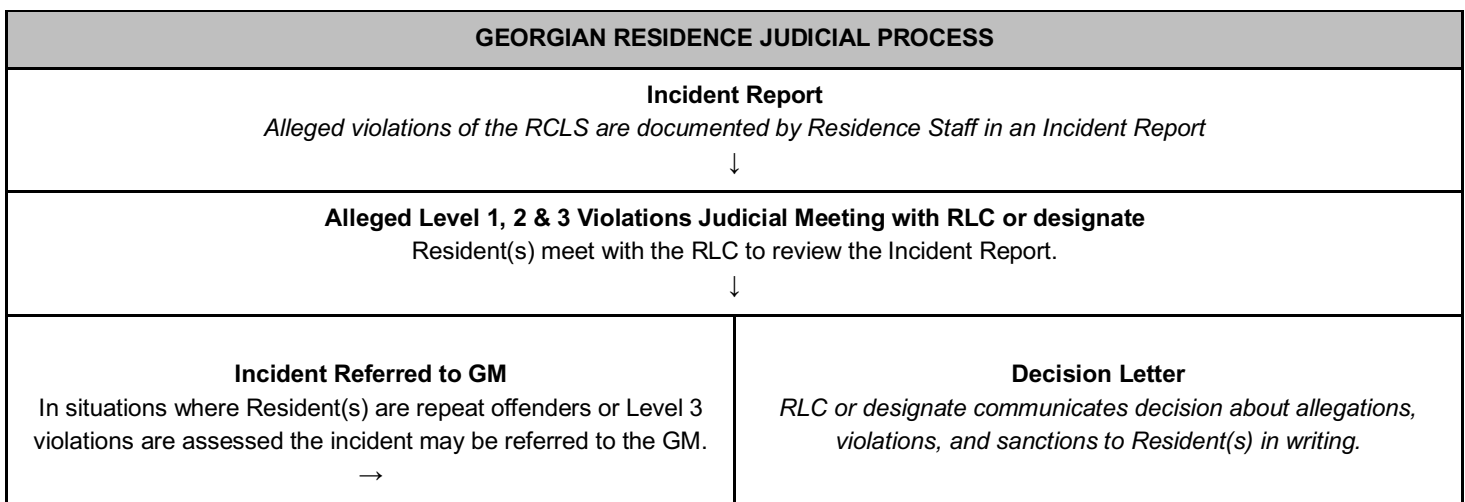 GEORGIAN RESIDENCE JUDICIAL PROCESS
Incident Report
Alleged violations of the RCLS are documented by Residence Staff in an Incident Report
↓
Alleged Level 1, 2 & 3 Violations Judicial Meeting with RLC or designate
Resident(s) meet with the RLC to review the Incident Report.
↓
Incident Referred to GM
In situations where Resident(s) are repeat offenders or Level 3
violations are assessed the incident may be referred to the GM.
→
Decision Letter
RLC or designate communicates decision about allegations,
violations, and sanctions to Resident(s) in writing.